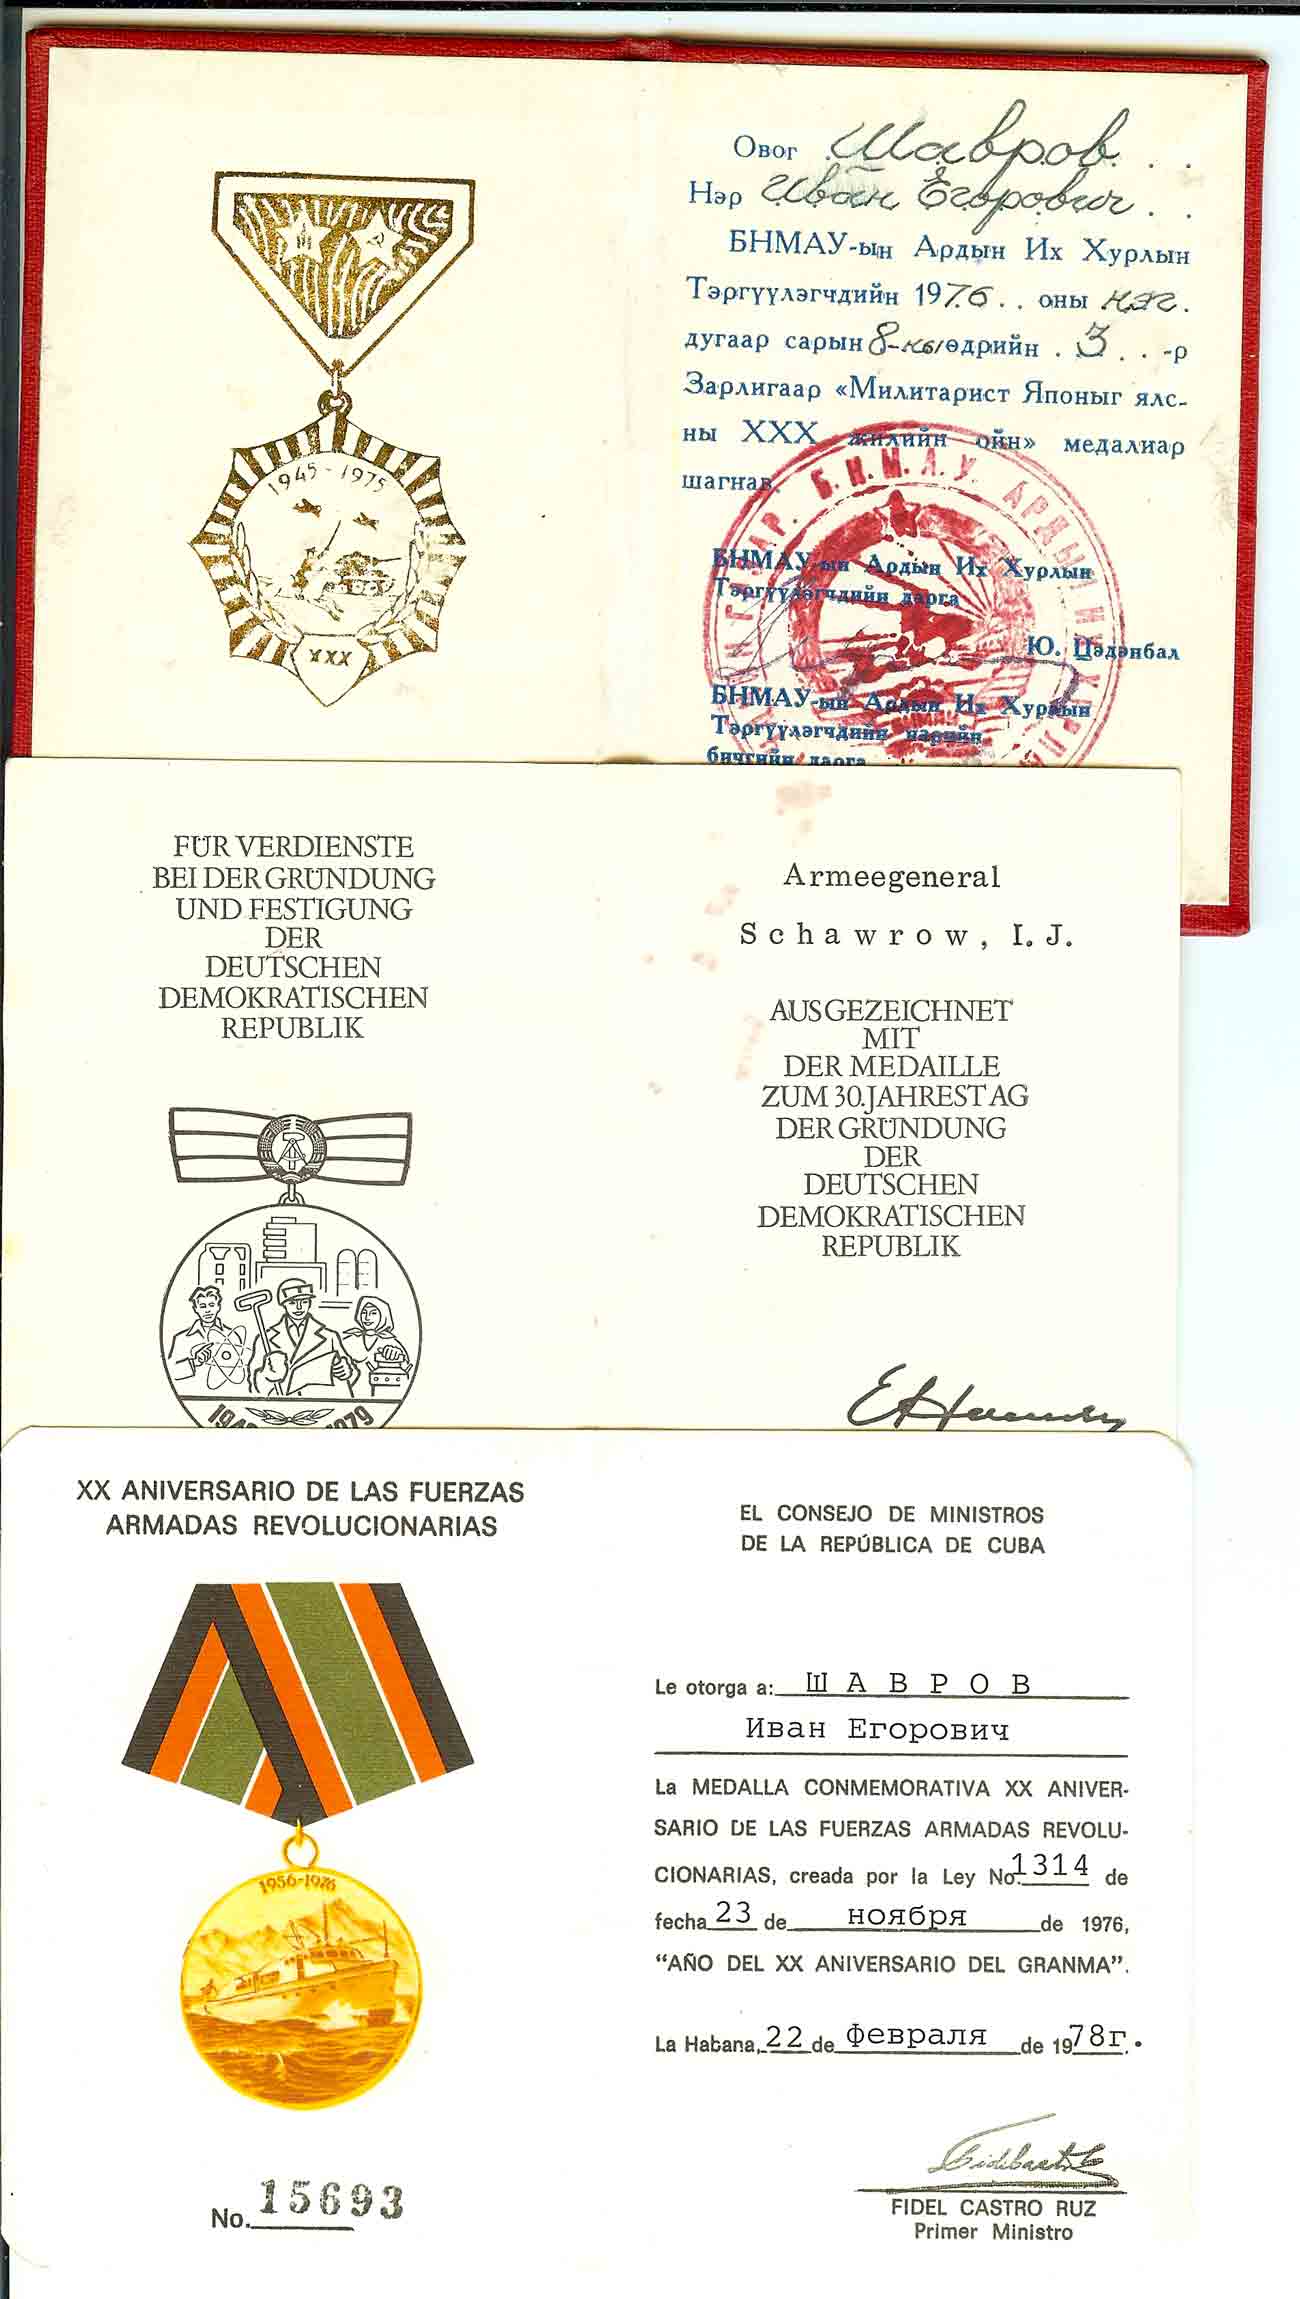 1945-1975
XXX
Овог Шавров
Нэр Иван Егорович
БНМАУ-ын Ардын Их Хурлын
Тэргүүлэгчдийн 1976 . . оны нэг.
дугаар сарын 8-ны өдрийн . 3 . . -р
Зарлигаар «Милитарист Японыг ялс-
ны XXX жилийн ойн» медалиар
шагнав.
БНМАУ-ын Ардын Их Хурлын
Тэргүүлэгчдийн дарга
Ю. Цэдэнбал
БНМАУ-ын Ардын Их Хурлын
Тэргүүлэгчдийн нарийн
бичгийн дарга
Б.Н.М.А.У. АРДЫН ИХ
FÜR VERDIENSTE
BEI DER GRÜNDUNG
UND FESTIGUNG
DER
DEUTSCHEN
DEMOKRATISCHEN
REPUBLIK
Armeegeneral
Schawrow, I. J.
AUSGEZEICHNET
MIT
DER MEDAILLE
ZUM 30. JAHRESTAG
DER GRÜNDUNG
DER
DEUTSCHEN
DEMOKRATISCHEN
REPUBLIK
XX ANIVERSARIO DE LAS FUERZAS
ARMADAS REVOLUCIONARIAS
1956-1976
No. 15693
EL CONSEJO DE MINISTROS
DE LA REPÚBLICA DE CUBA
Le otorga a: ШАВРОВ
Иван Егорович
La MEDALLA CONMEMORATIVA XX ANIVER-
SARIO DE LAS FUERZAS ARMADAS REVOLU-
CIONARIAS, creada por la Ley No. 1314 de
fecha 23 de ноября de 1976,
“AÑO DEL XX ANIVERSARIO DEL GRANMA”.
La Habana, 22 de февраля de 1978г.
FIDEL CASTRO RUZ
Primer Ministro